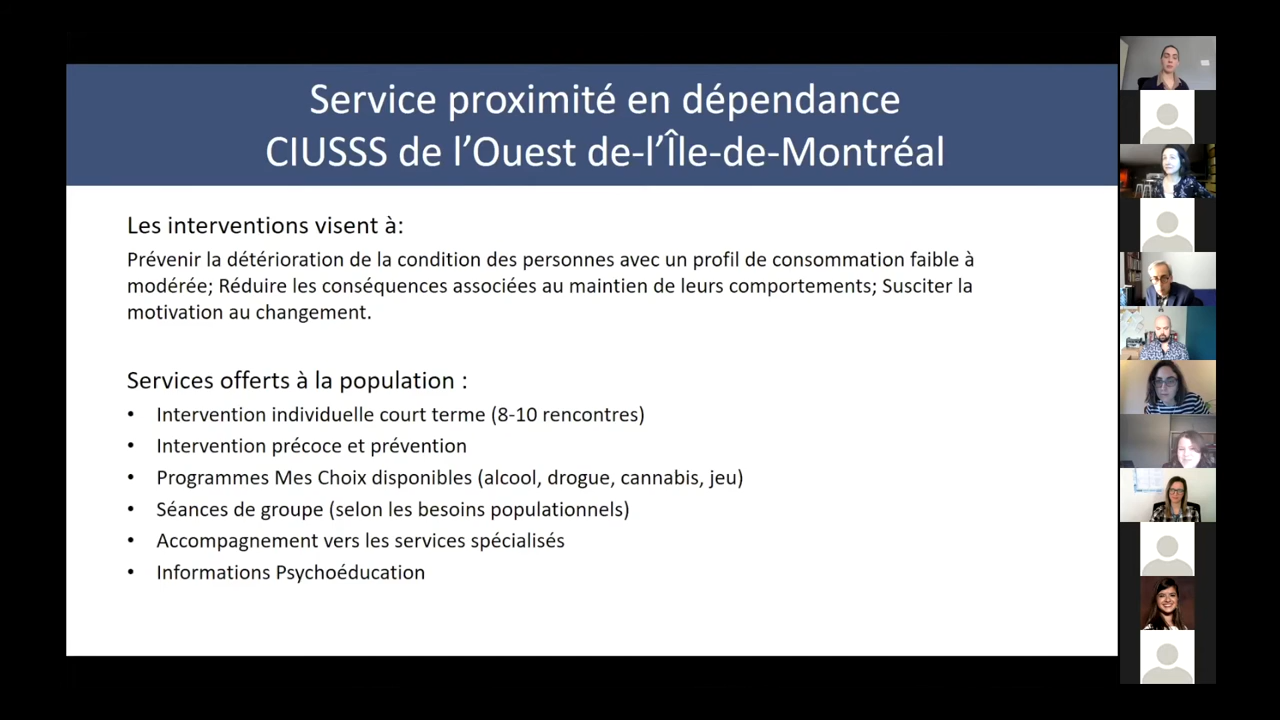 Service proximité en dépendance
CIUSSS de l’Ouest de-l’Île-de-Montréal
Les interventions visent à:
Prévenir la détérioration de la condition des personnes avec un profil de consommation faible à
modérée; Réduire les conséquences associées au maintien de leurs comportements; Susciter la
motivation au changement.
Services offerts à la population :
• Intervention individuelle court terme (8-10 rencontres)
• Intervention précoce et prévention
• Programmes Mes Choix disponibles (alcool, drogue, cannabis, jeu)
• Séances de groupe (selon les besoins populationnels)
• Accompagnement vers les services spécialisés
• Informations Psychoéducation